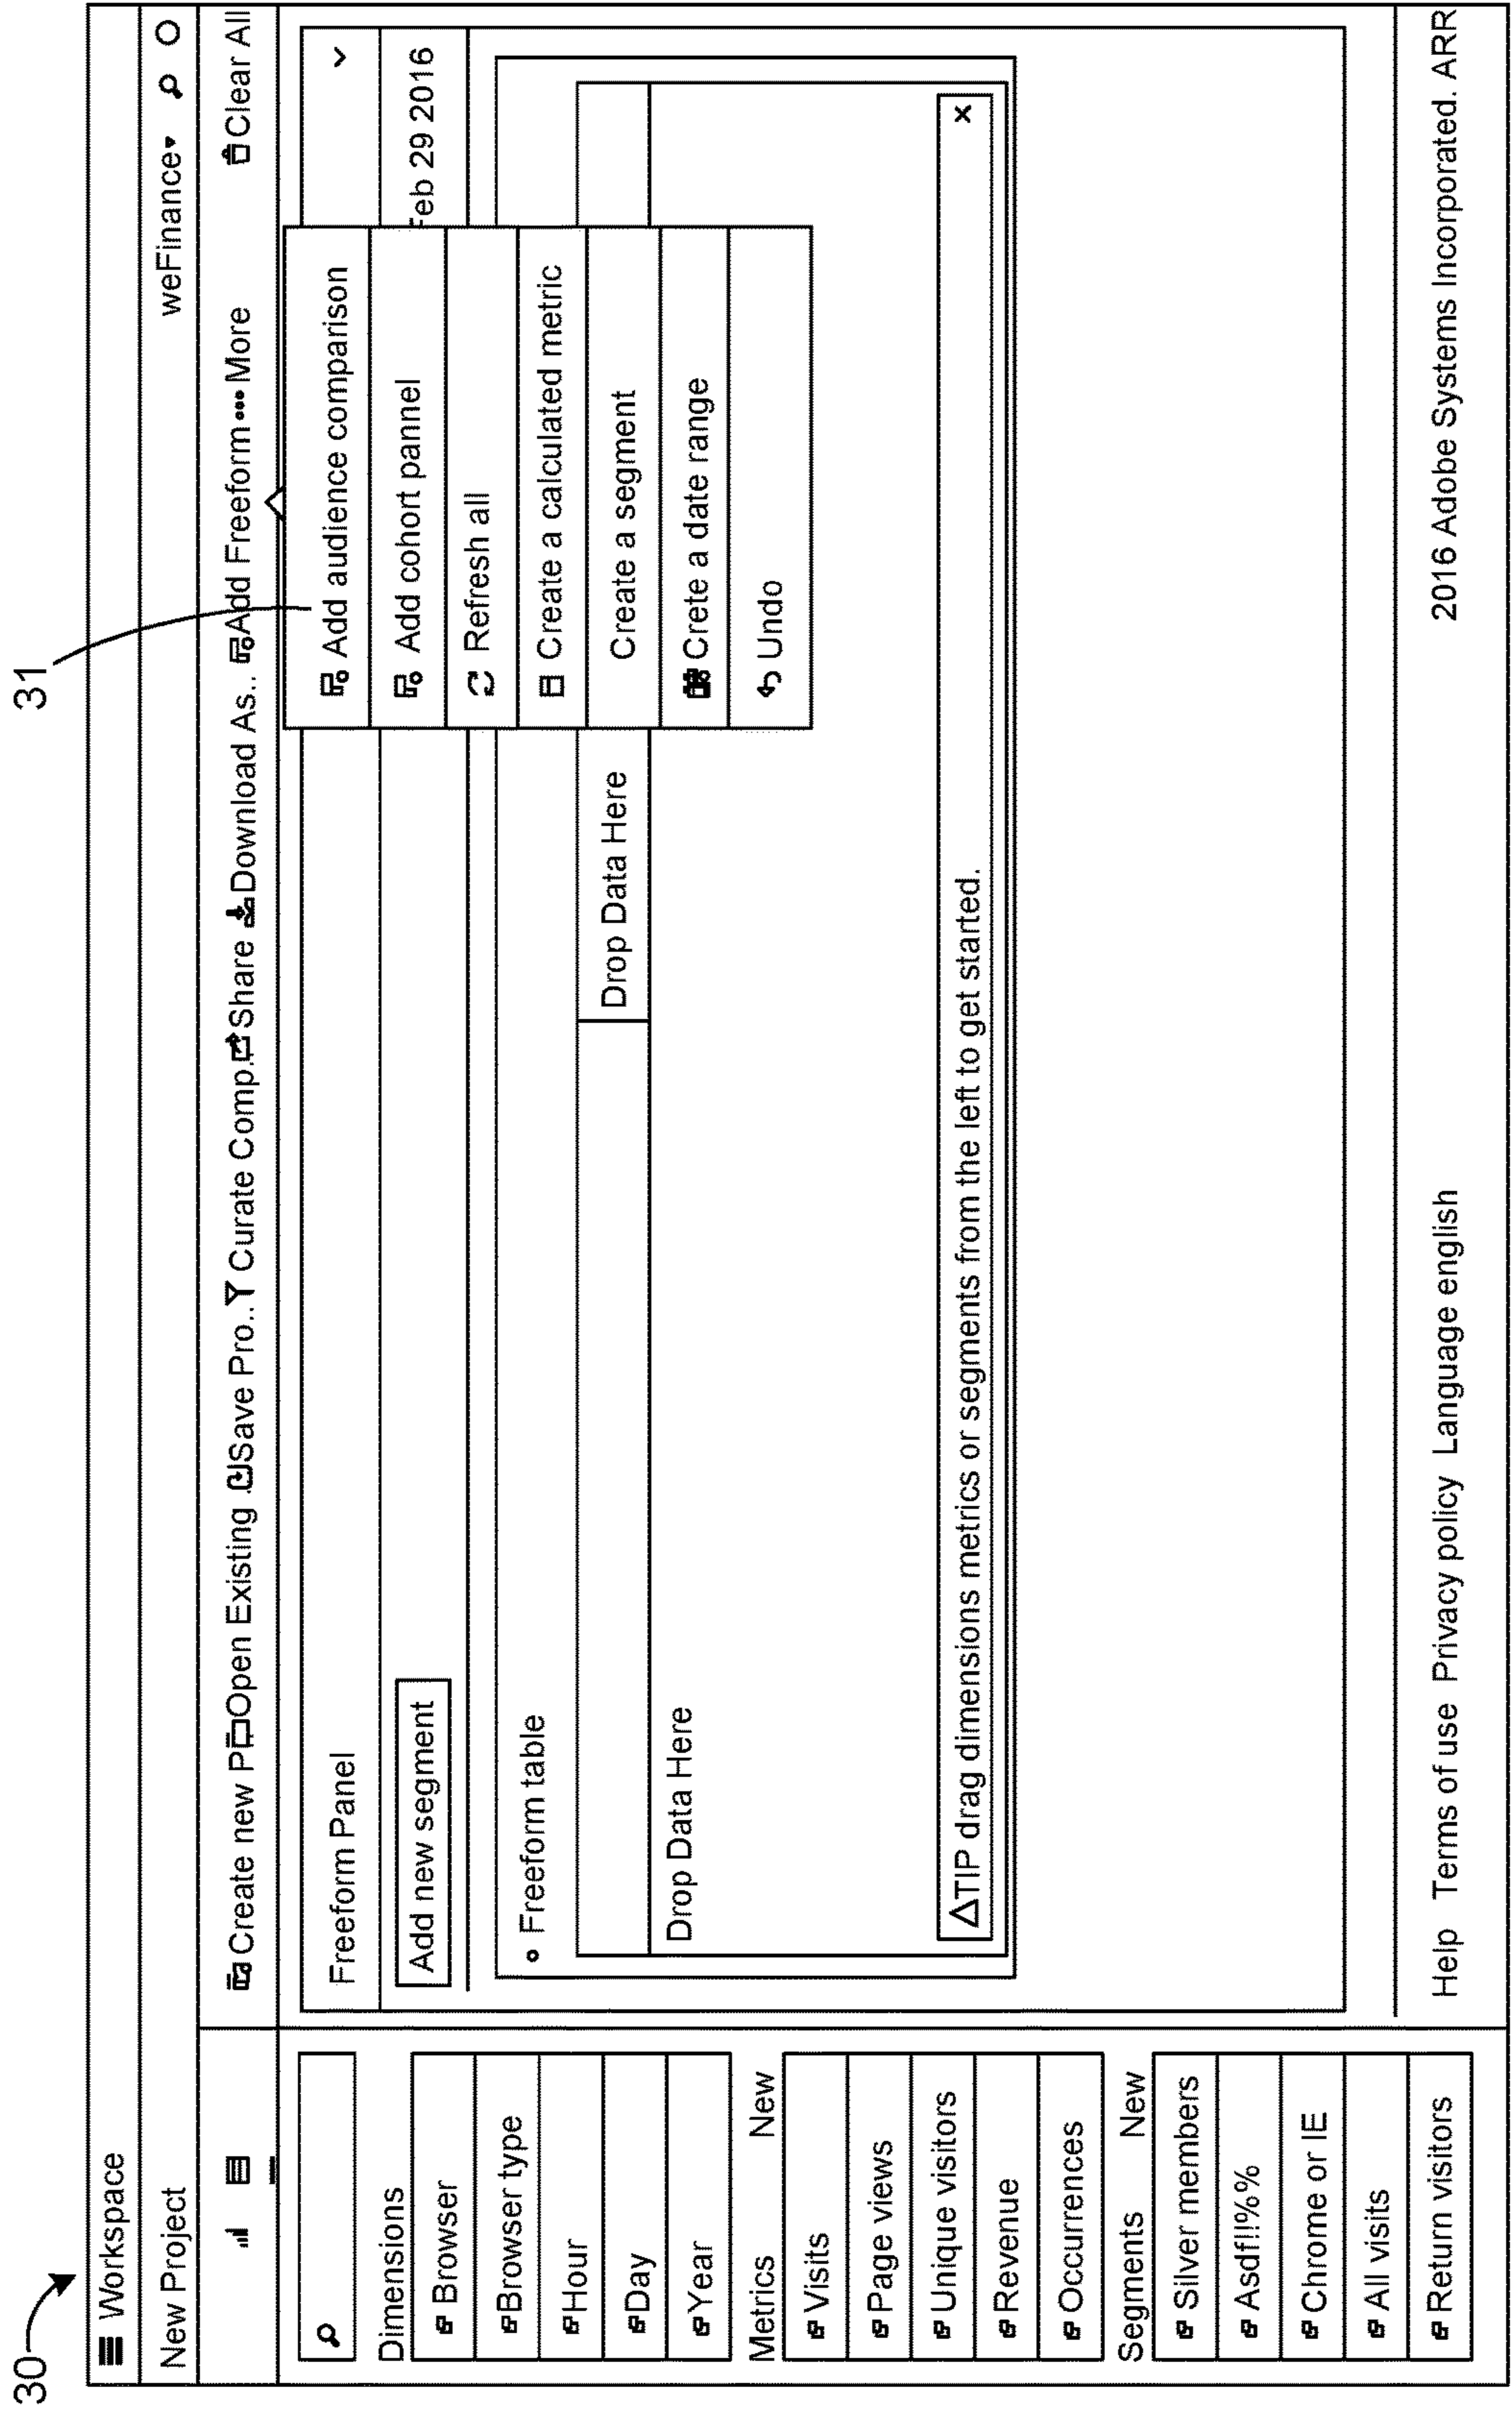 30
31
Workspace
New Project
weFinance
Create new P
Open Existing .
Save Pro..
Curate Comp.
Share
Download As..
Add Freeform
••• More
Clear All
Dimensions
Browser
Browser type
Hour
Day
Year
Metrics New
Visits
Page views
Unique visitors
Revenue
Occurrences
Segments New
Silver members
Asdf!!%%
Chrome or IE
All visits
Return visitors
Freeform Panel
Add new segment
Feb 29 2016
Freeform table
Drop Data Here
Drop Data Here
TIP drag dimensions metrics or segments from the left to get started.
x
Add audience comparison
Add cohort pannel
Refresh all
Create a calculated metric
Create a segment
Crete a date range
Undo
Help Terms of use Privacy policy Language english
2016 Adobe Systems Incorporated. ARR